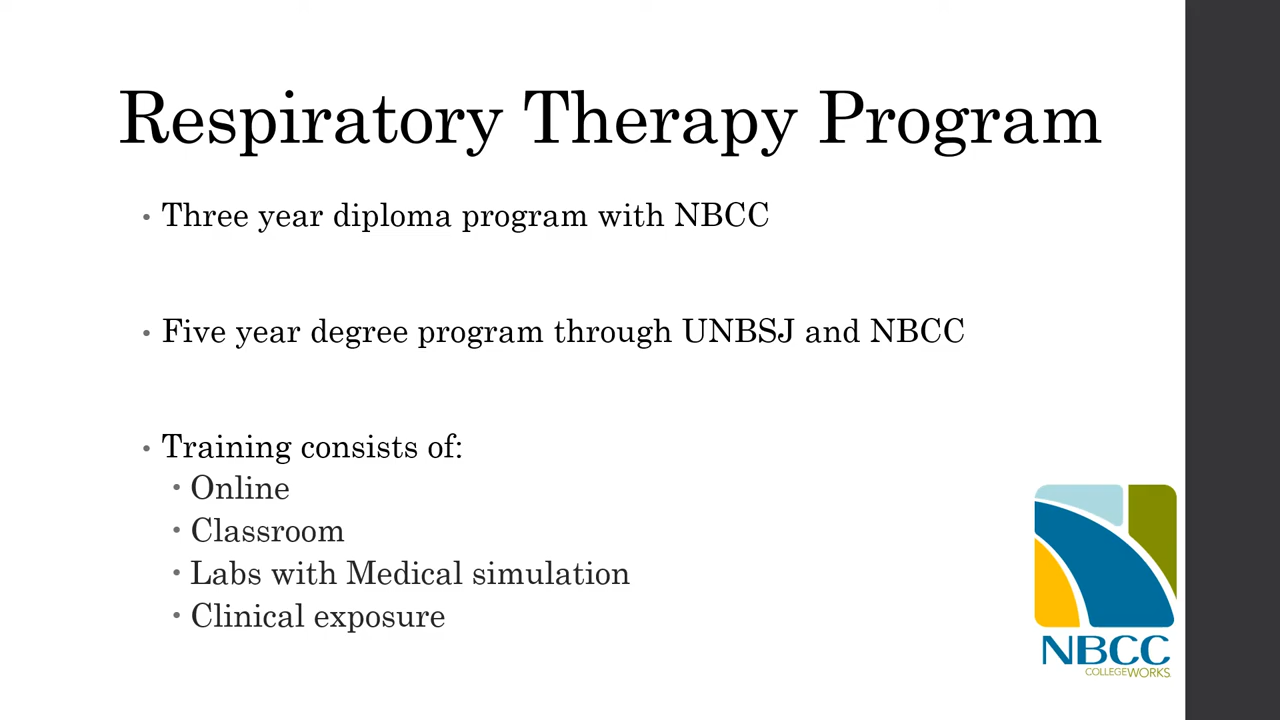 Respiratory Therapy Program
• Three year diploma program with NBCC
• Five year degree program through UNBSJ and NBCC
• Training consists of:
• Online
• Classroom
• Labs with Medical simulation
• Clinical exposure
NBCC
COLLEGEWORKS